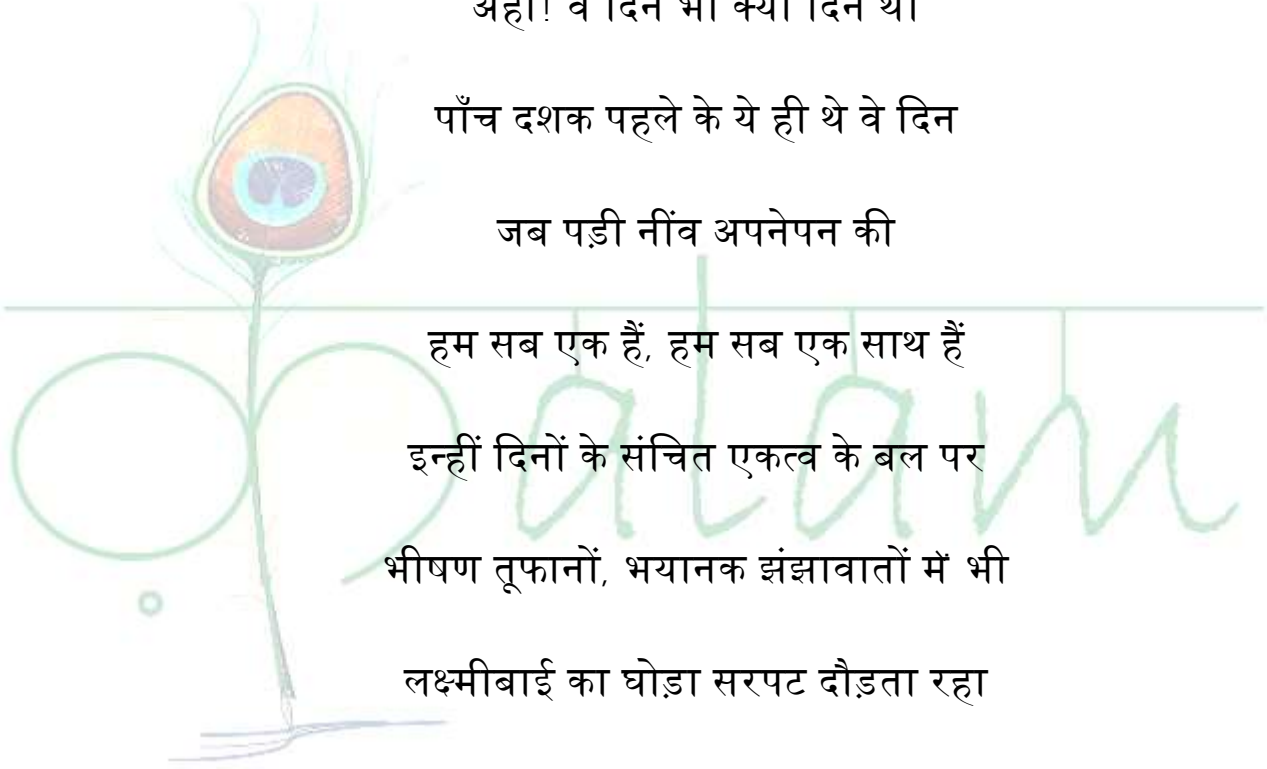 अहा! वे दिन भी क्या दिन थे!
पाँच दशक पहले के ये ही थे वे दिन
जब पड़ी नींव अपनेपन की
हम सब एक हैं, हम सब एक साथ हैं
इन्हीं दिनों के संचित एकत्व के बल पर
भीषण तूफानों, भयानक झंझावातों में भी
लक्ष्मीबाई का घोड़ा सरपट दौड़ता रहा
क़alam